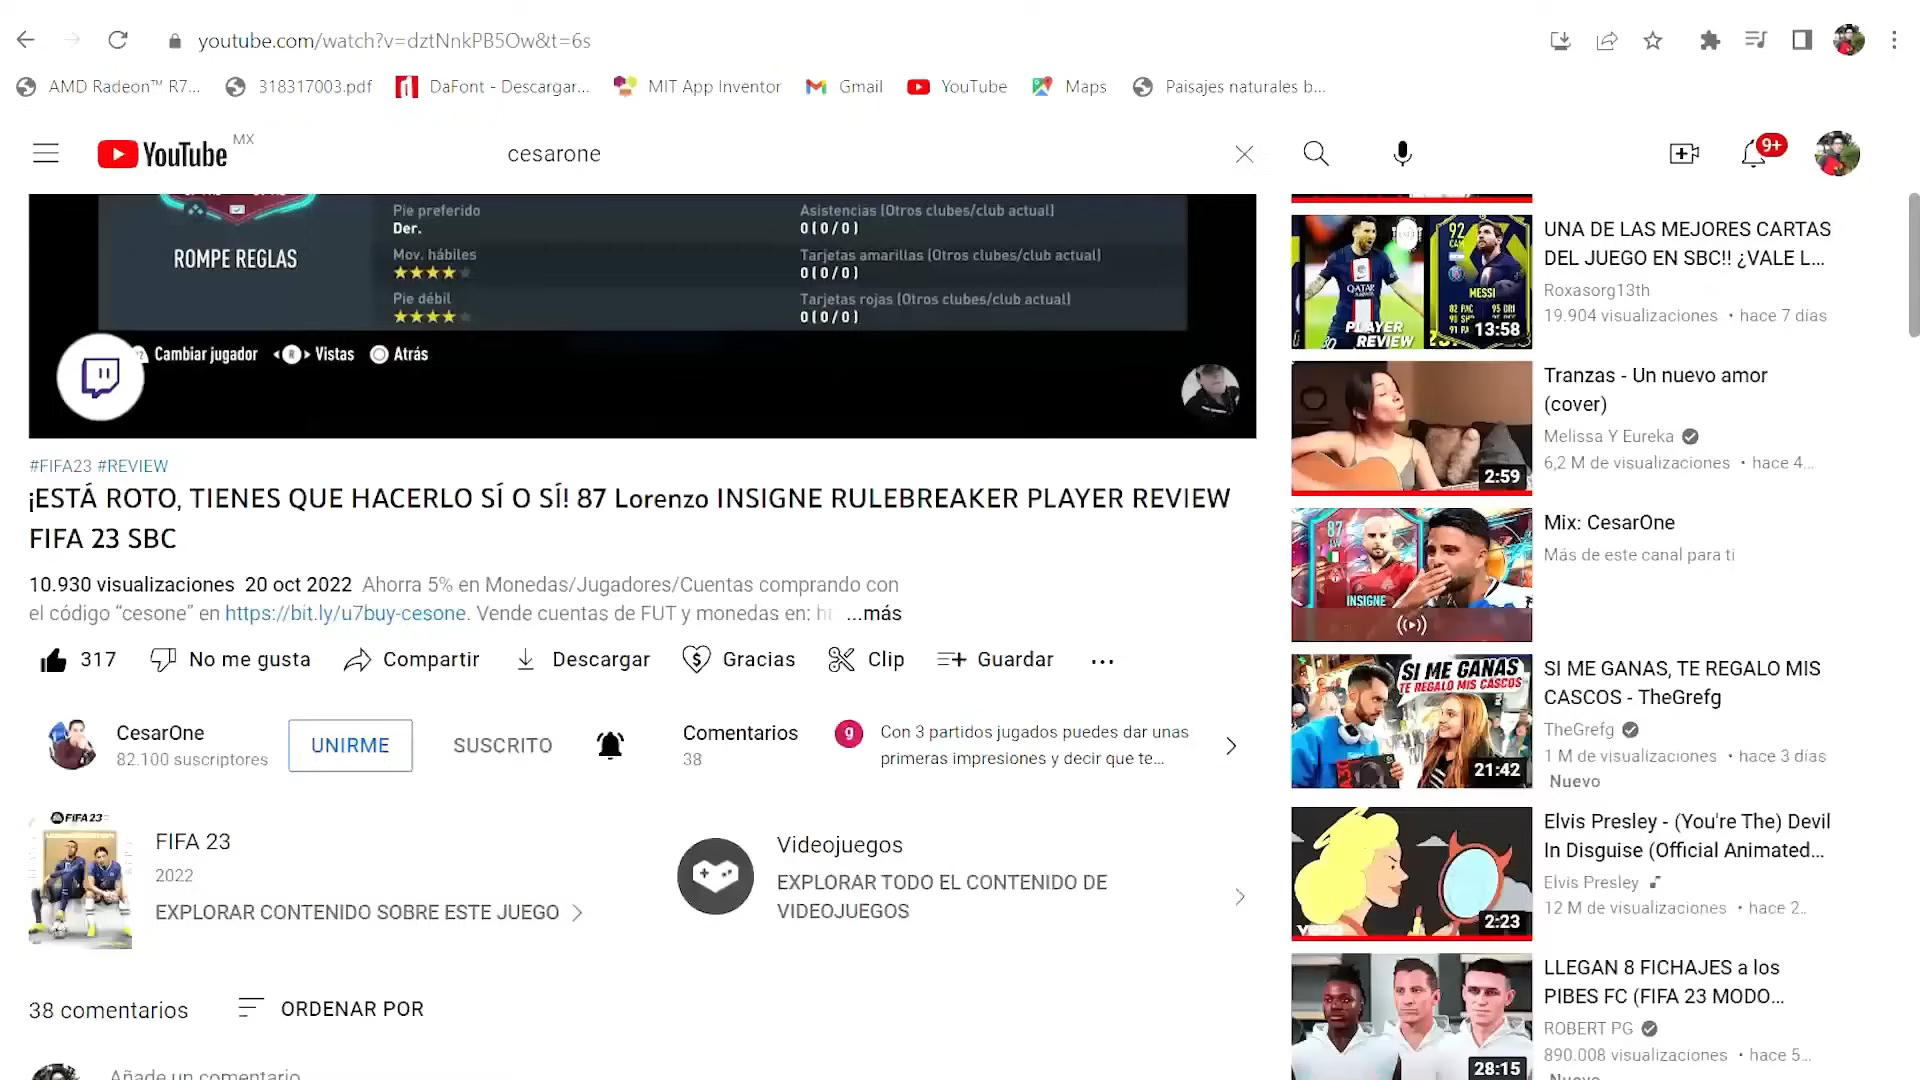 youtube.com/watch?v=dztNnkPB5Ow&t=6s
AMD Radeon™ R7...
318317003.pdf
DaFont - Descargar...
MIT App Inventor
Gmail
YouTube
Maps
Paisajes naturales b...
YouTube
MX
cesarone
9+
ROMPE REGLAS
Pie preferido
Der.
Mov. hábiles
Pie débil
Asistencias (Otros clubes/club actual)
0 ( 0 / 0 )
Tarjetas amarillas (Otros clubes/club actual)
0 ( 0 / 0 )
Tarjetas rojas (Otros clubes/club actual)
0 ( 0 / 0 )
Cambiar jugador
R
Vistas
Atrás
#FIFA23 #REVIEW
¡ESTÁ ROTO, TIENES QUE HACERLO SÍ O SÍ! 87 Lorenzo INSIGNE RULEBREAKER PLAYER REVIEW
FIFA 23 SBC
10.930 visualizaciones 20 oct 2022 Ahorra 5% en Monedas/Jugadores/Cuentas comprando con
el código “cesone” en https://bit.ly/u7buy-cesone. Vende cuentas de FUT y monedas en: ...más
317
No me gusta
Compartir
Descargar
Gracias
Clip
Guardar
CesarOne
82.100 suscriptores
UNIRME
SUSCRITO
Comentarios
38
g
Con 3 partidos jugados puedes dar unas
primeras impresiones y decir que te...
FIFA 23
FIFA 23
2022
EXPLORAR CONTENIDO SOBRE ESTE JUEGO
Videojuegos
EXPLORAR TODO EL CONTENIDO DE
VIDEOJUEGOS
38 comentarios
ORDENAR POR
Añade un comentario
QATAR
PLAYER
REVIEW
92
MESSI
82 PAC
95 DRI
13:58
UNA DE LAS MEJORES CARTAS
DEL JUEGO EN SBC!! ¿VALE L...
Roxasorg13th
19.904 visualizaciones • hace 7 días
2:59
Tranzas - Un nuevo amor
(cover)
Melissa Y Eureka
6,2 M de visualizaciones • hace 4...
87
INSIGNE
Mix: CesarOne
Más de este canal para ti
SI ME GANAS
TE REGALO MIS CASCOS
21:42
SI ME GANAS, TE REGALO MIS
CASCOS - TheGrefg
TheGrefg
1 M de visualizaciones • hace 3 días
Nuevo
vevo
2:23
Elvis Presley - (You're The) Devil
In Disguise (Official Animated...
Elvis Presley
12 M de visualizaciones • hace 2..
28:15
LLEGAN 8 FICHAJES a los
PIBES FC (FIFA 23 MODO...
ROBERT PG
890.008 visualizaciones • hace 5...
Nuevo